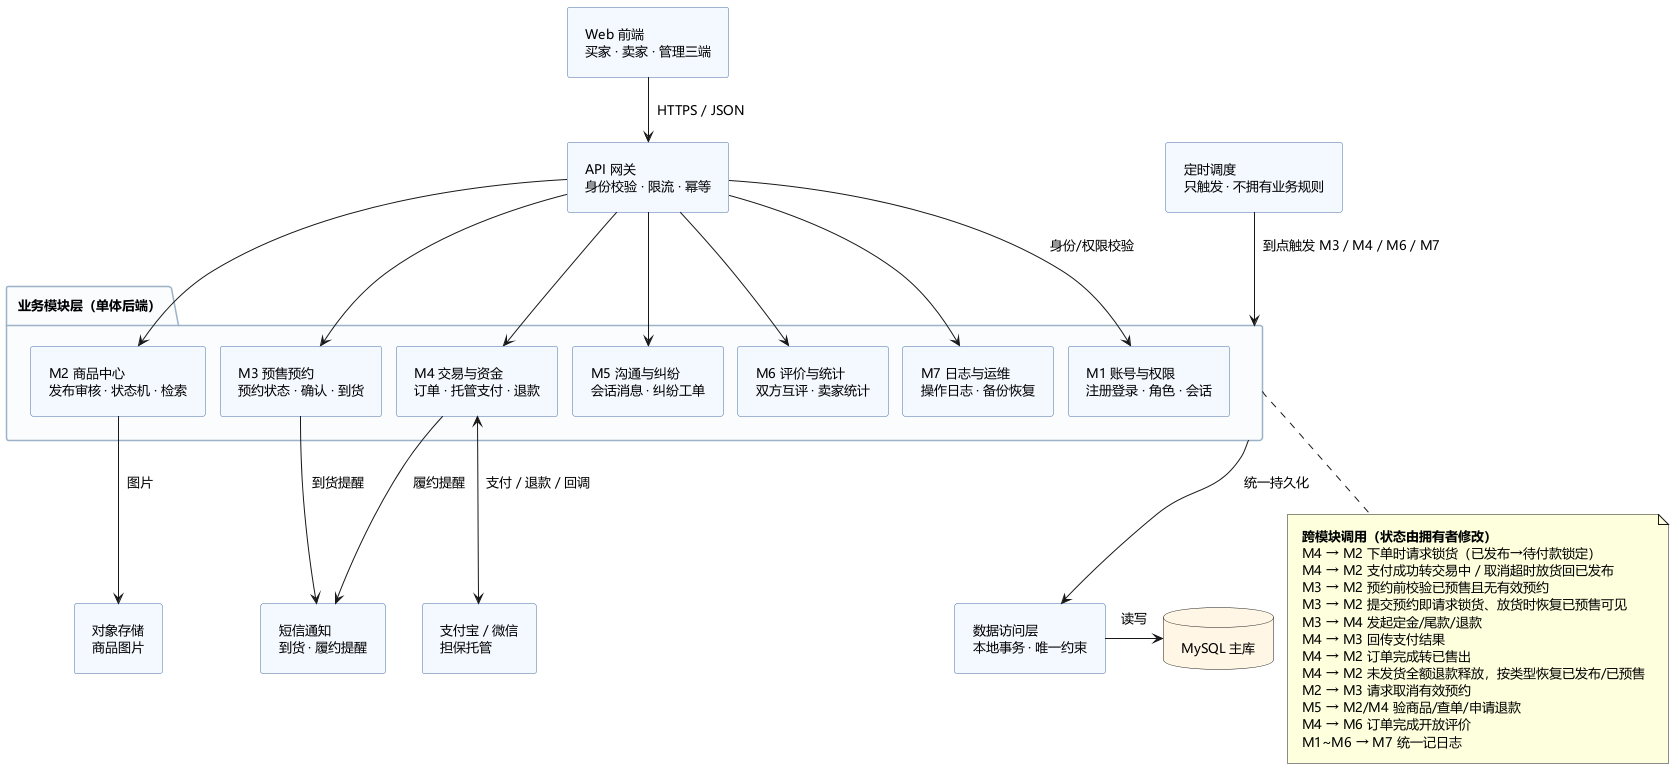 Web 前端
买家 · 卖家 · 管理三端
HTTPS / JSON
API 网关
身份校验 · 限流 · 幂等
定时调度
只触发 · 不拥有业务规则
身份/权限校验
到点触发 M3 / M4 / M6 / M7
业务模块层（单体后端）
M2 商品中心
发布审核 · 状态机 · 检索
M3 预售预约
预约状态 · 确认 · 到货
M4 交易与资金
订单 · 托管支付 · 退款
M5 沟通与纠纷
会话消息 · 纠纷工单
M6 评价与统计
双方互评 · 卖家统计
M7 日志与运维
操作日志 · 备份恢复
M1 账号与权限
注册登录 · 角色 · 会话
图片
到货提醒
履约提醒
支付 / 退款 / 回调
统一持久化
对象存储
商品图片
短信通知
到货 · 履约提醒
支付宝 / 微信
担保托管
数据访问层
本地事务 · 唯一约束
读写
MySQL 主库
跨模块调用（状态由拥有者修改）
M4 → M2 下单时请求锁货（已发布→待付款锁定）
M4 → M2 支付成功转交易中 / 取消超时放货回已发布
M3 → M2 预约前校验已预售且无有效预约
M3 → M2 提交预约即请求锁货、放货时恢复已预售可见
M3 → M4 发起定金/尾款/退款
M4 → M3 回传支付结果
M4 → M2 订单完成转已售出
M4 → M2 未发货全额退款释放，按类型恢复已发布/已预售
M2 → M3 请求取消有效预约
M5 → M2/M4 验商品/查单/申请退款
M4 → M6 订单完成开放评价
M1~M6 → M7 统一记日志